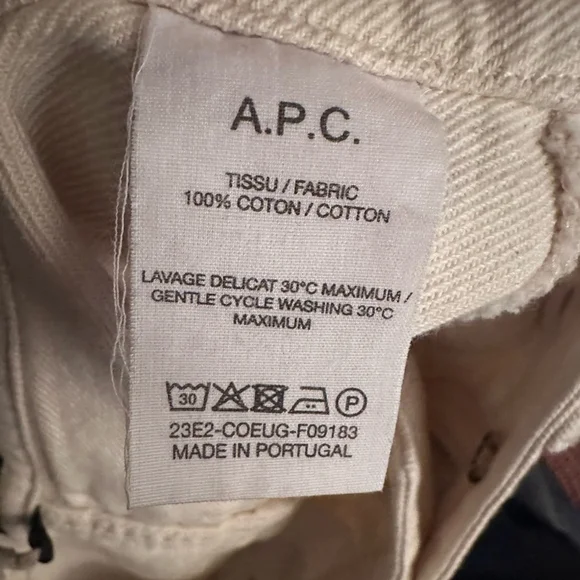 A.P.C.
TISSU / FABRIC
100% COTON / COTTON
LAVAGE DELICAT 30°C MAXIMUM /
GENTLE CYCLE WASHING 30°C
MAXIMUM
30 P
23E2-COEUG-F09183
MADE IN PORTUGAL